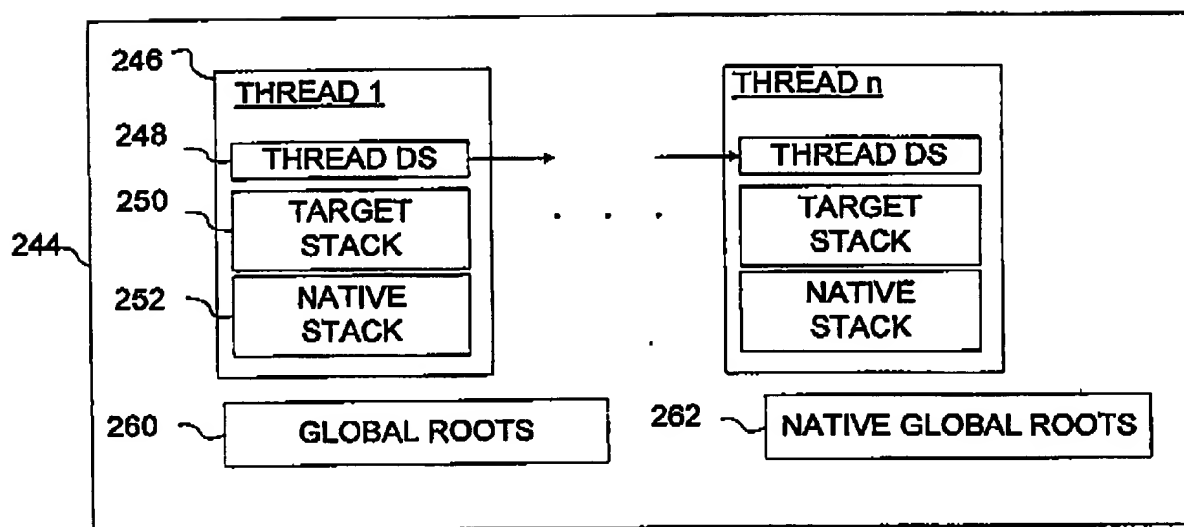 246
THREAD 1
THREAD n
248
THREAD DS
THREAD DS
250
TARGET
STACK
TARGET
STACK
244
252
NATIVE
STACK
NATIVE
STACK
260
GLOBAL ROOTS
262
NATIVE GLOBAL ROOTS